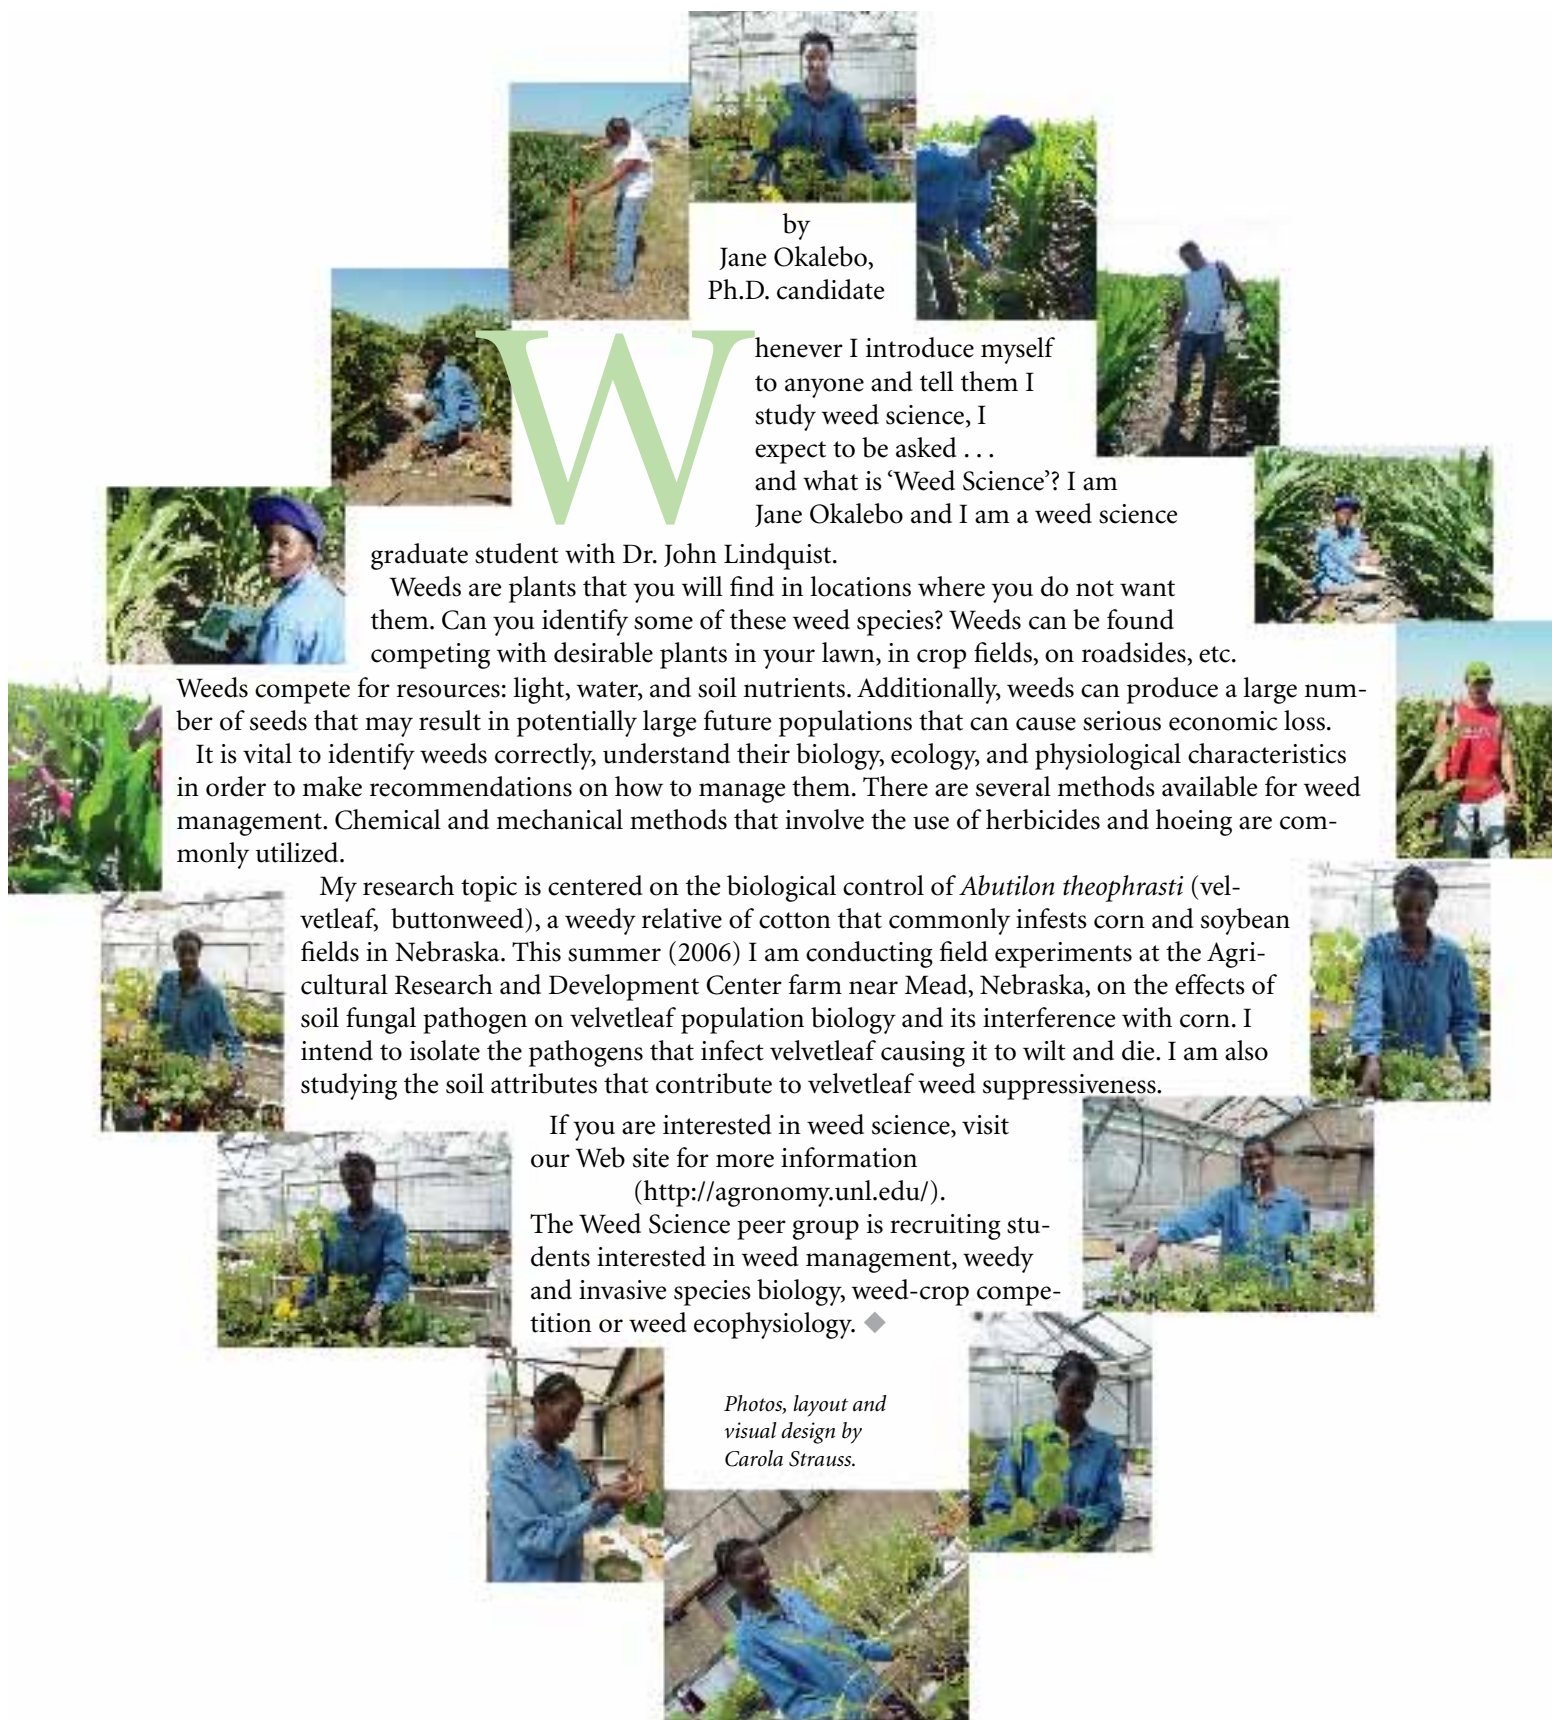 by
Jane Okalebo,
Ph.D. candidate
Whenever I introduce myself
to anyone and tell them I
study weed science, I
expect to be asked . . .
and what is ‘Weed Science’? I am
Jane Okalebo and I am a weed science
graduate student with Dr. John Lindquist.
Weeds are plants that you will find in locations where you do not want
them. Can you identify some of these weed species? Weeds can be found
competing with desirable plants in your lawn, in crop fields, on roadsides, etc.
Weeds compete for resources: light, water, and soil nutrients. Additionally, weeds can produce a large num-
ber of seeds that may result in potentially large future populations that can cause serious economic loss.
It is vital to identify weeds correctly, understand their biology, ecology, and physiological characteristics
in order to make recommendations on how to manage them. There are several methods available for weed
management. Chemical and mechanical methods that involve the use of herbicides and hoeing are com-
monly utilized.
My research topic is centered on the biological control of Abutilon theophrasti (vel-
vetleaf, buttonweed), a weedy relative of cotton that commonly infests corn and soybean
fields in Nebraska. This summer (2006) I am conducting field experiments at the Agri-
cultural Research and Development Center farm near Mead, Nebraska, on the effects of
soil fungal pathogen on velvetleaf population biology and its interference with corn. I
intend to isolate the pathogens that infect velvetleaf causing it to wilt and die. I am also
studying the soil attributes that contribute to velvetleaf weed suppressiveness.
If you are interested in weed science, visit
our Web site for more information
(http://agronomy.unl.edu/).
The Weed Science peer group is recruiting stu-
dents interested in weed management, weedy
and invasive species biology, weed-crop compe-
tition or weed ecophysiology. ◆
Photos, layout and
visual design by
Carola Strauss.